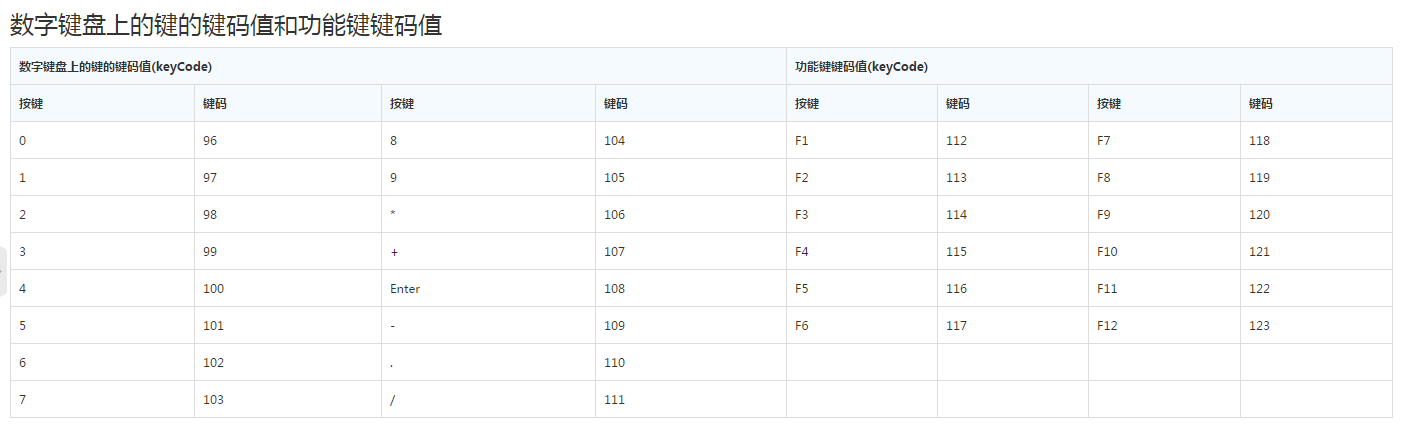 数字键盘上的键的键码值和功能键键码值
数字键盘上的键的键码值(keyCode) 功能键键码值(keyCode)
按键 键码 按键 键码 按键 键码 按键 键码
0 96 8 104 F1 112 F7 118
1 97 9 105 F2 113 F8 119
2 98 * 106 F3 114 F9 120
3 99 + 107 F4 115 F10 121
4 100 Enter 108 F5 116 F11 122
5 101 - 109 F6 117 F12 123
6 102 . 110
7 103 / 111